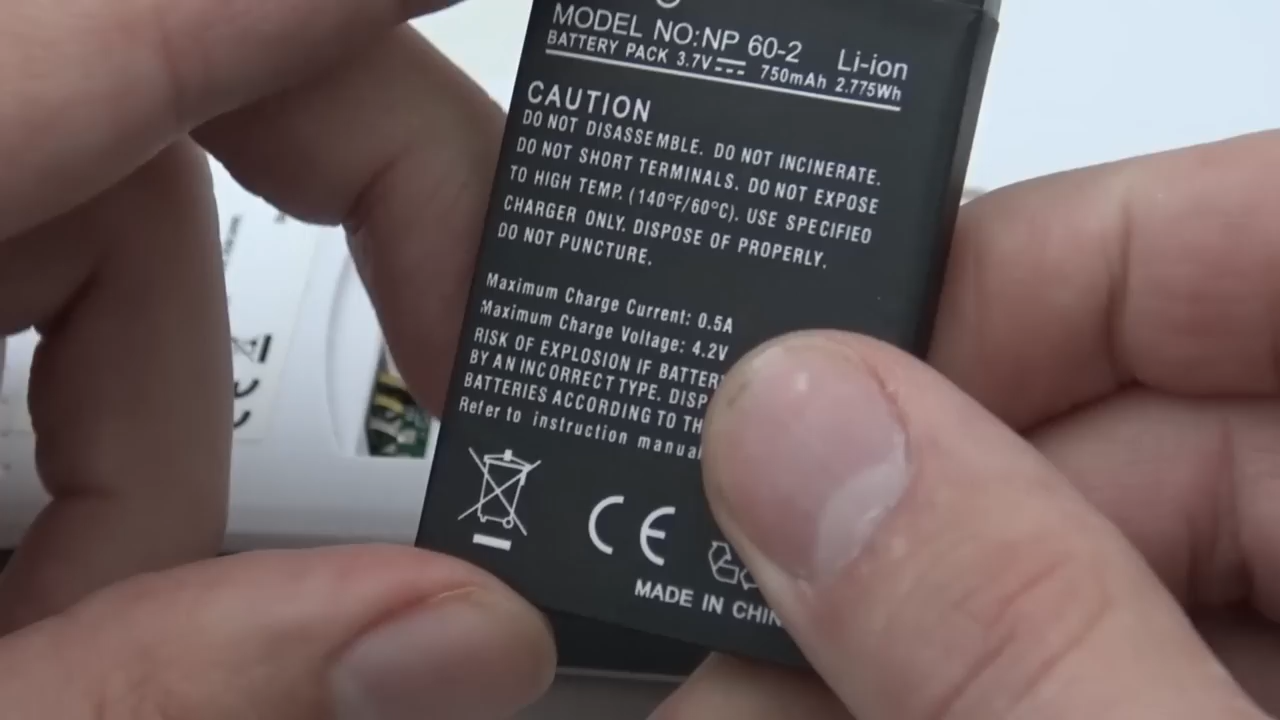 MODEL NO:NP 60-2 Li-ion
BATTERY PACK 3.7V 750mAh 2.775Wh
CAUTION
DO NOT DISASSEMBLE. DO NOT INCINERATE.
DO NOT SHORT TERMINALS. DO NOT EXPOSE
TO HIGH TEMP. (140°F/60°C). USE SPECIFIED
CHARGER ONLY. DISPOSE OF PROPERLY.
DO NOT PUNCTURE.
Maximum Charge Current: 0.5A
Maximum Charge Voltage: 4.2V
RISK OF EXPLOSION IF BATTER
BY AN INCORRECT TYPE. DISP
BATTERIES ACCORDING TO TH
Refer to instruction manual
CE
CE
MADE IN CHIN